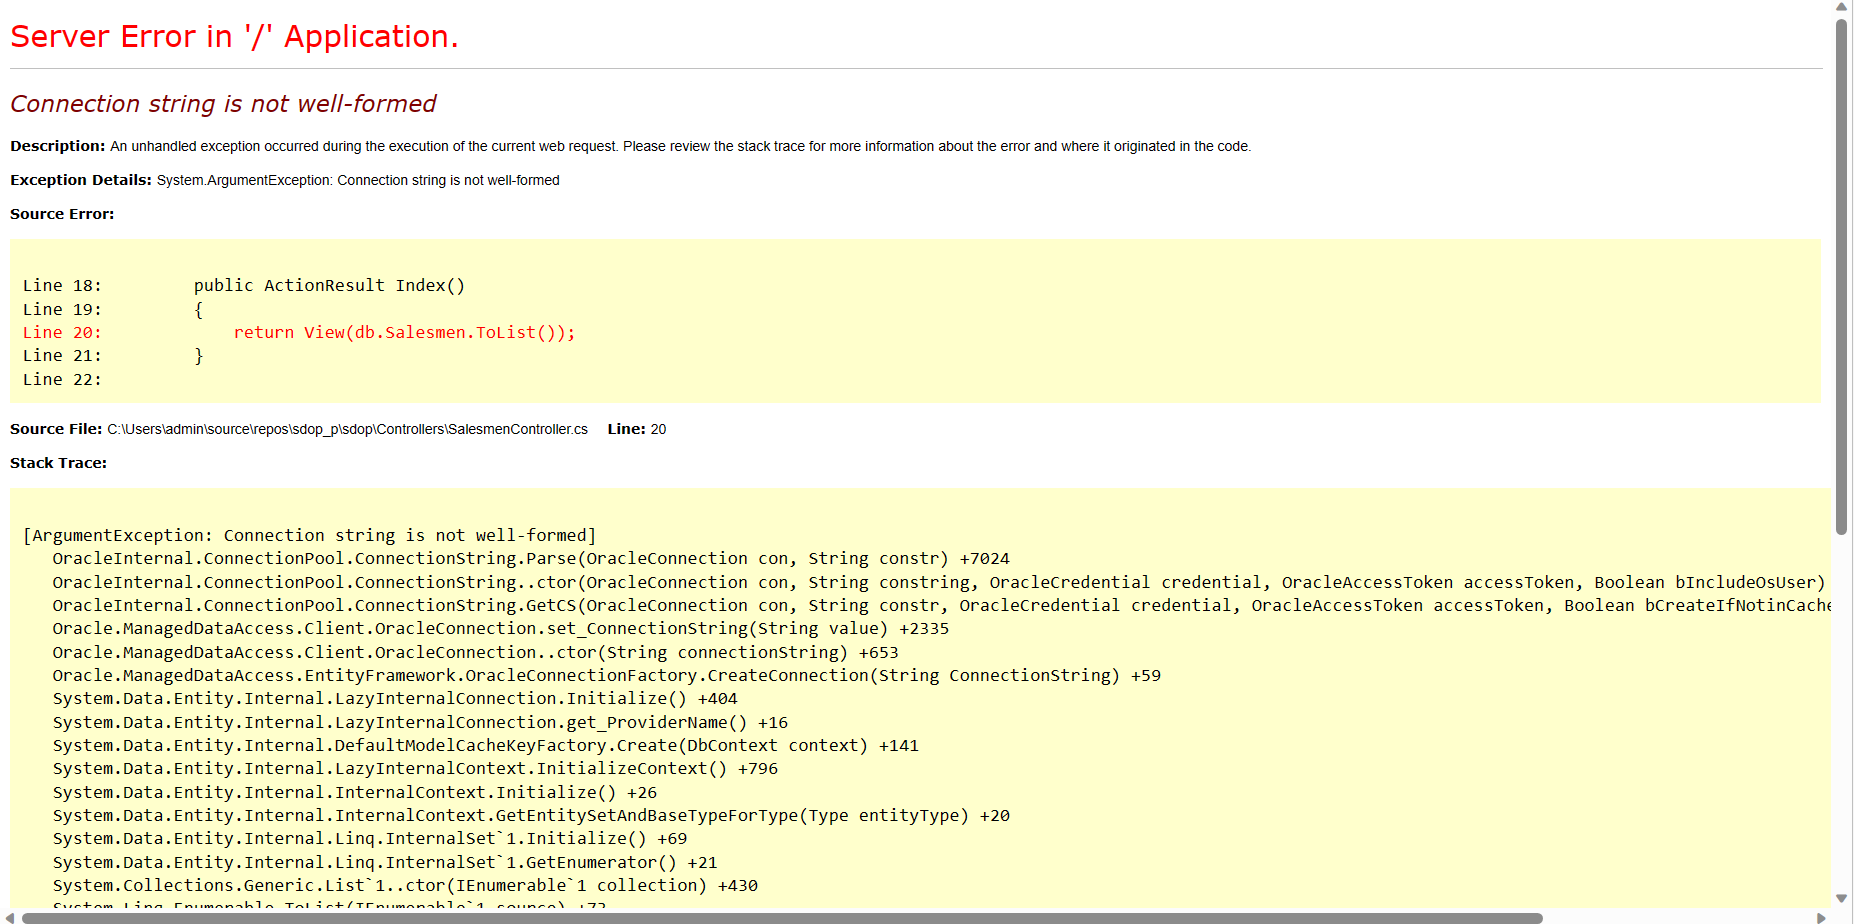 Server Error in '/' Application.
Connection string is not well-formed
Description: An unhandled exception occurred during the execution of the current web request. Please review the stack trace for more information about the error and where it originated in the code.
Exception Details: System.ArgumentException: Connection string is not well-formed
Source Error:
Line 18:         public ActionResult Index()
Line 19:         {
Line 20:             return View(db.Salesmen.ToList());
Line 21:         }
Line 22:
Source File: C:\Users\admin\source\repos\sdop_p\sdop\Controllers\SalesmenController.cs    Line: 20
Stack Trace:
[ArgumentException: Connection string is not well-formed]
   OracleInternal.ConnectionPool.ConnectionString.Parse(OracleConnection con, String constr) +7024
   OracleInternal.ConnectionPool.ConnectionString..ctor(OracleConnection con, String constring, OracleCredential credential, OracleAccessToken accessToken, Boolean bIncludeOsUser)
   OracleInternal.ConnectionPool.ConnectionString.GetCS(OracleConnection con, String constr, OracleCredential credential, OracleAccessToken accessToken, Boolean bCreateIfNotinCache
   Oracle.ManagedDataAccess.Client.OracleConnection.set_ConnectionString(String value) +2335
   Oracle.ManagedDataAccess.Client.OracleConnection..ctor(String connectionString) +653
   Oracle.ManagedDataAccess.EntityFramework.OracleConnectionFactory.CreateConnection(String ConnectionString) +59
   System.Data.Entity.Internal.LazyInternalConnection.Initialize() +404
   System.Data.Entity.Internal.LazyInternalConnection.get_ProviderName() +16
   System.Data.Entity.Internal.DefaultModelCacheKeyFactory.Create(DbContext context) +141
   System.Data.Entity.Internal.LazyInternalContext.InitializeContext() +796
   System.Data.Entity.Internal.InternalContext.Initialize() +26
   System.Data.Entity.Internal.InternalContext.GetEntitySetAndBaseTypeForType(Type entityType) +20
   System.Data.Entity.Internal.Linq.InternalSet`1.Initialize() +69
   System.Data.Entity.Internal.Linq.InternalSet`1.GetEnumerator() +21
   System.Collections.Generic.List`1..ctor(IEnumerable`1 collection) +430
   System.Linq.Enumerable.ToList(IEnumerable`1 source) +72